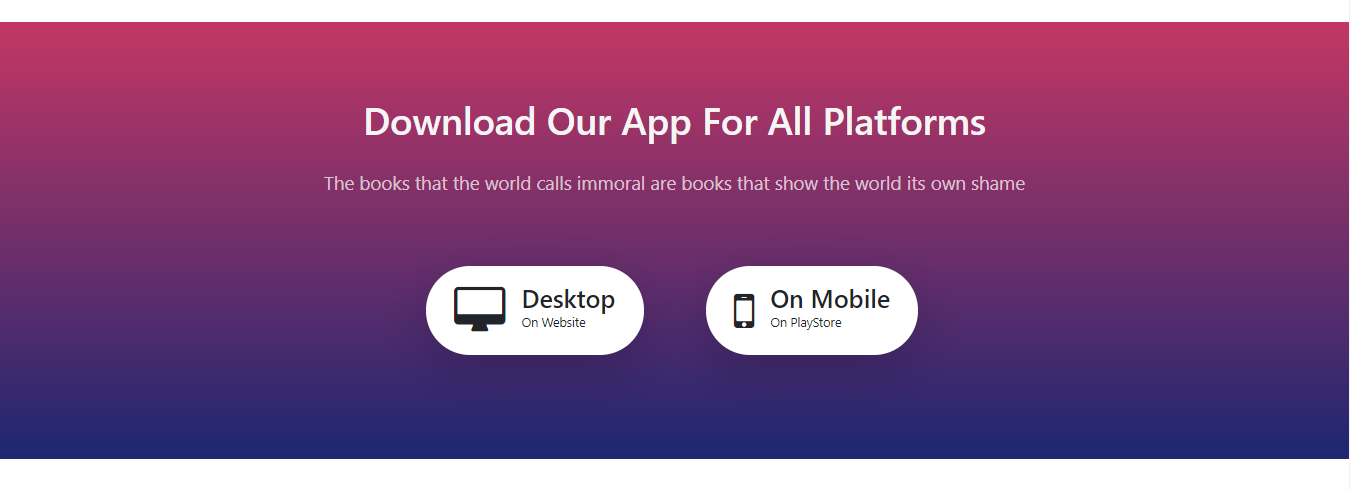 Download Our App For All Platforms
The books that the world calls immoral are books that show the world its own shame
Desktop
On Website
On Mobile
On PlayStore